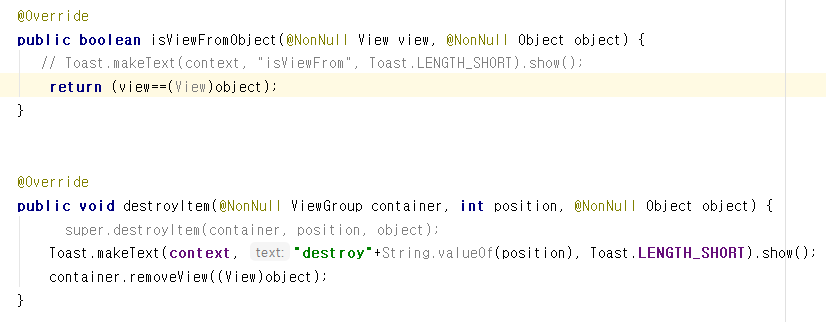 @Override
public boolean isViewFromObject(@NonNull View view, @NonNull Object object) {
// Toast.makeText(context, "isViewFrom", Toast.LENGTH_SHORT).show();
return (view==(View)object);
}
@Override
public void destroyItem(@NonNull ViewGroup container, int position, @NonNull Object object) {
super.destroyItem(container, position, object);
Toast.makeText(context, text: "destroy"+String.valueOf(position), Toast.LENGTH_SHORT).show();
container.removeView((View)object);
}